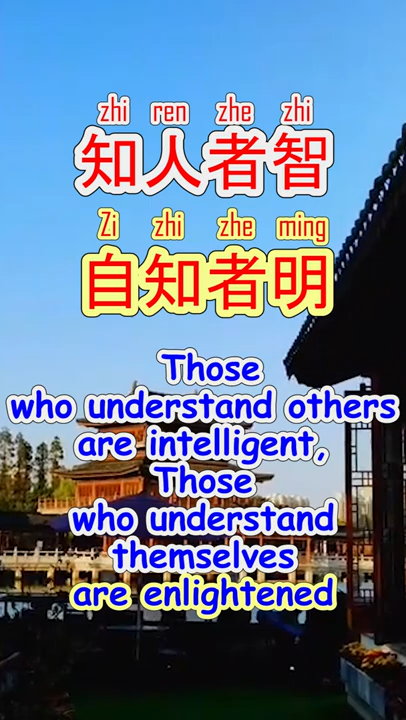 zhi ren zhe zhi
知人者智
Zi zhi zhe ming
自知者明
Those
who understand others
are intelligent,
Those
who understand
themselves
are enlightened